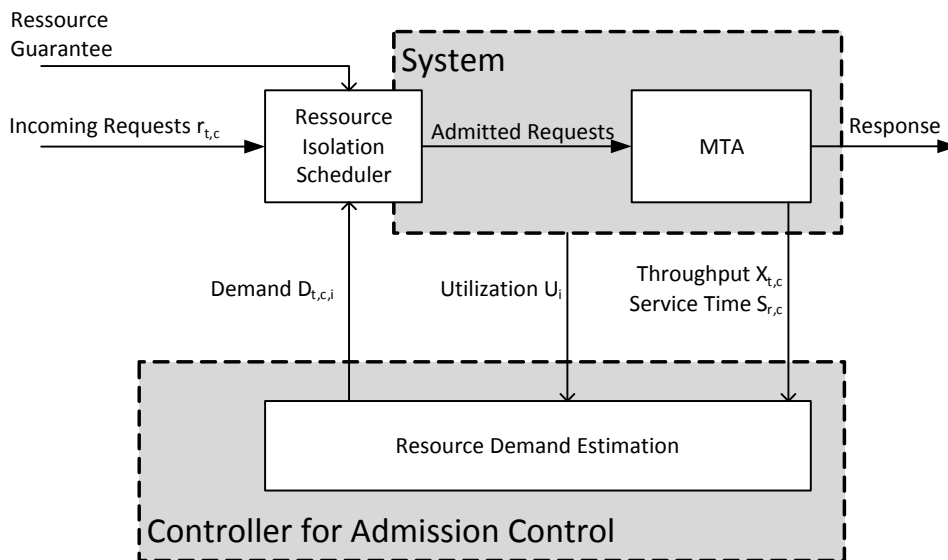 Ressource
Guarantee
System
Incoming Requests r_t,c
Ressource
Isolation
Scheduler
Admitted Requests
MTA
Response
Demand D_t,c,i
Utilization U_i
Throughput X_t,c
Service Time S_r,c
Resource Demand Estimation
Controller for Admission Control